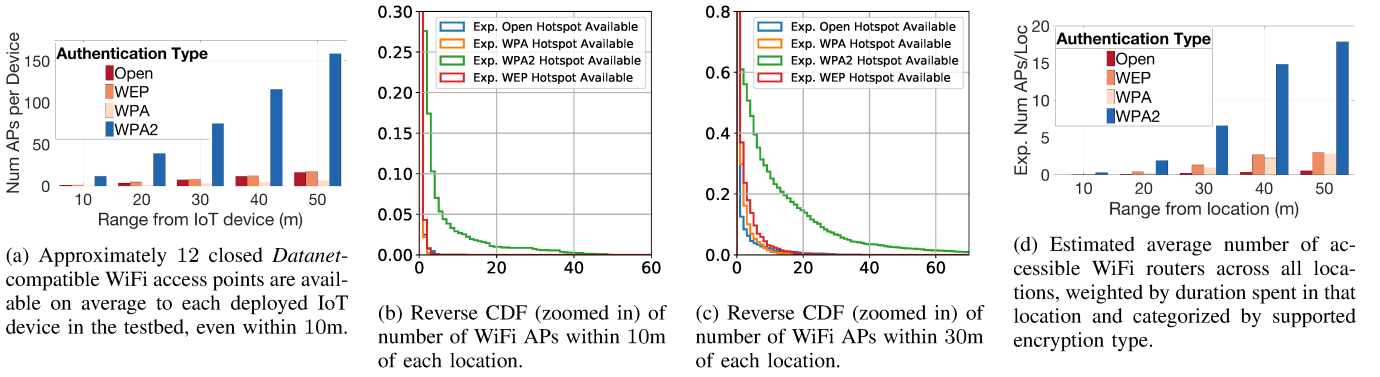 Num APs per Device
150
100
50
0
Authentication Type
Open
WEP
WPA
WPA2
10 20 30 40 50
Range from IoT device (m)
(a) Approximately 12 closed Datanet-
compatible WiFi access points are avail-
able on average to each deployed IoT
device in the testbed, even within 10m.
0.30
0.25
0.20
0.15
0.10
0.05
0.00
Exp. Open Hotspot Available
Exp. WPA Hotspot Available
Exp. WPA2 Hotspot Available
Exp. WEP Hotspot Available
0 20 40 60
(b) Reverse CDF (zoomed in) of
number of WiFi APs within 10m
of each location.
0.8
0.6
0.4
0.2
0.0
Exp. Open Hotspot Available
Exp. WPA Hotspot Available
Exp. WPA2 Hotspot Available
Exp. WEP Hotspot Available
0 20 40 60
(c) Reverse CDF (zoomed in) of
number of WiFi APs within 30m
of each location.
Exp. Num APs/Loc
20
15
10
5
0
Authentication Type
Open
WEP
WPA
WPA2
10 20 30 40 50
Range from location (m)
(d) Estimated average number of ac-
cessible WiFi routers across all loca-
tions, weighted by duration spent in that
location and categorized by supported
encryption type.